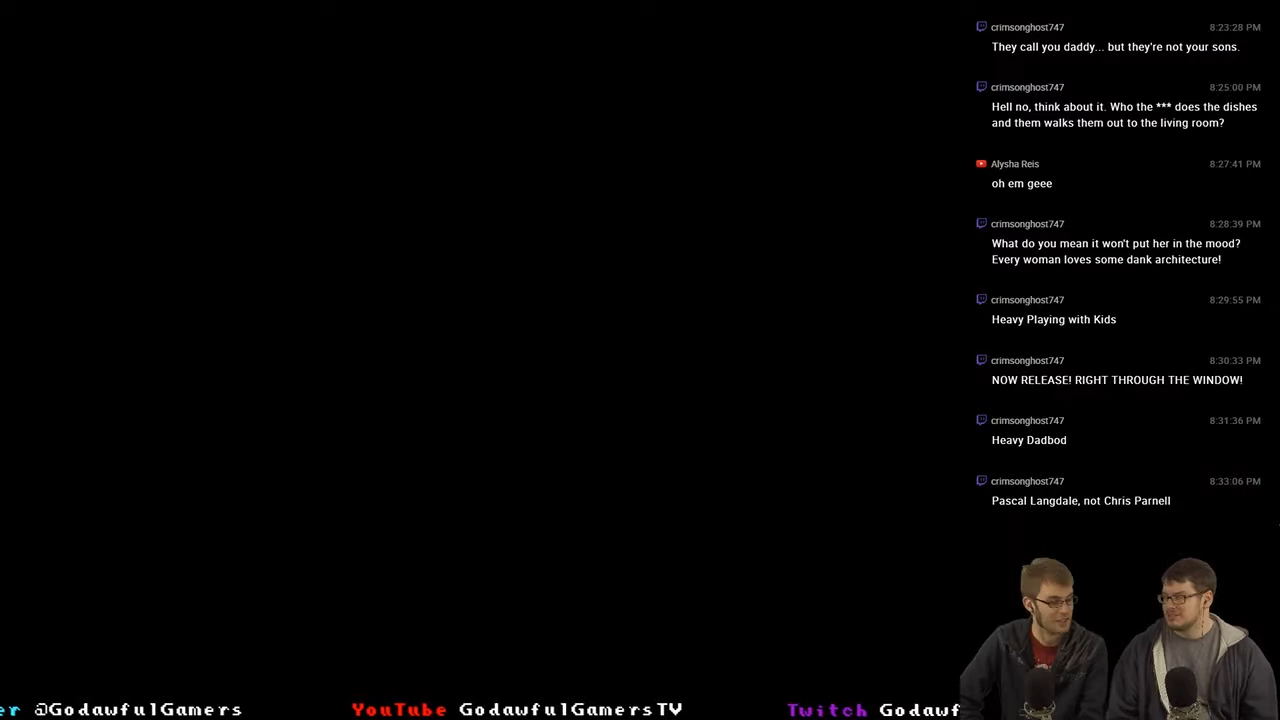 crimsonghost747 8:23:28 PM
They call you daddy... but they're not your sons.
crimsonghost747 8:25:00 PM
Hell no, think about it. Who the *** does the dishes
and them walks them out to the living room?
Alysha Reis 8:27:41 PM
oh em geee
crimsonghost747 8:28:39 PM
What do you mean it won't put her in the mood?
Every woman loves some dank architecture!
crimsonghost747 8:29:55 PM
Heavy Playing with Kids
crimsonghost747 8:30:33 PM
NOW RELEASE! RIGHT THROUGH THE WINDOW!
crimsonghost747 8:31:36 PM
Heavy Dadbod
crimsonghost747 8:33:06 PM
Pascal Langdale, not Chris Parnell
er @GodawfulGamers YouTube GodawfulGamersTV Twitch Godawf